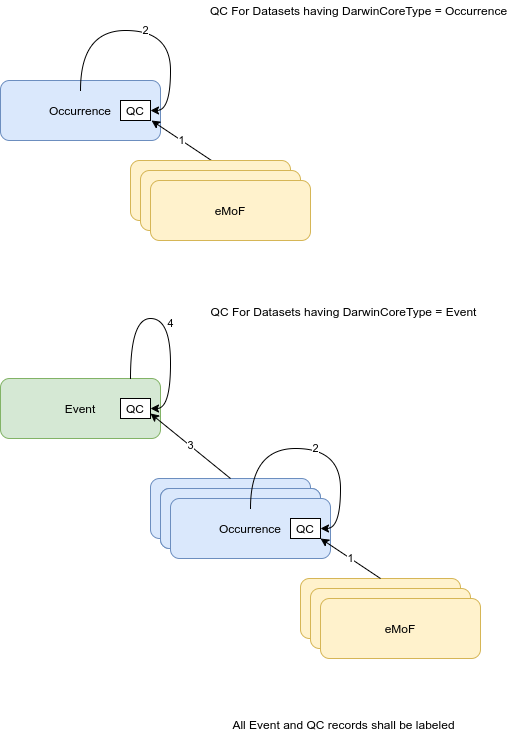 QC For Datasets having DarwinCoreType = Occurrence
2
Occurrence
QC
1
eMoF
QC For Datasets having DarwinCoreType = Event
4
Event
QC
3
2
Occurrence
QC
1
eMoF
All Event and QC records shall be labeled